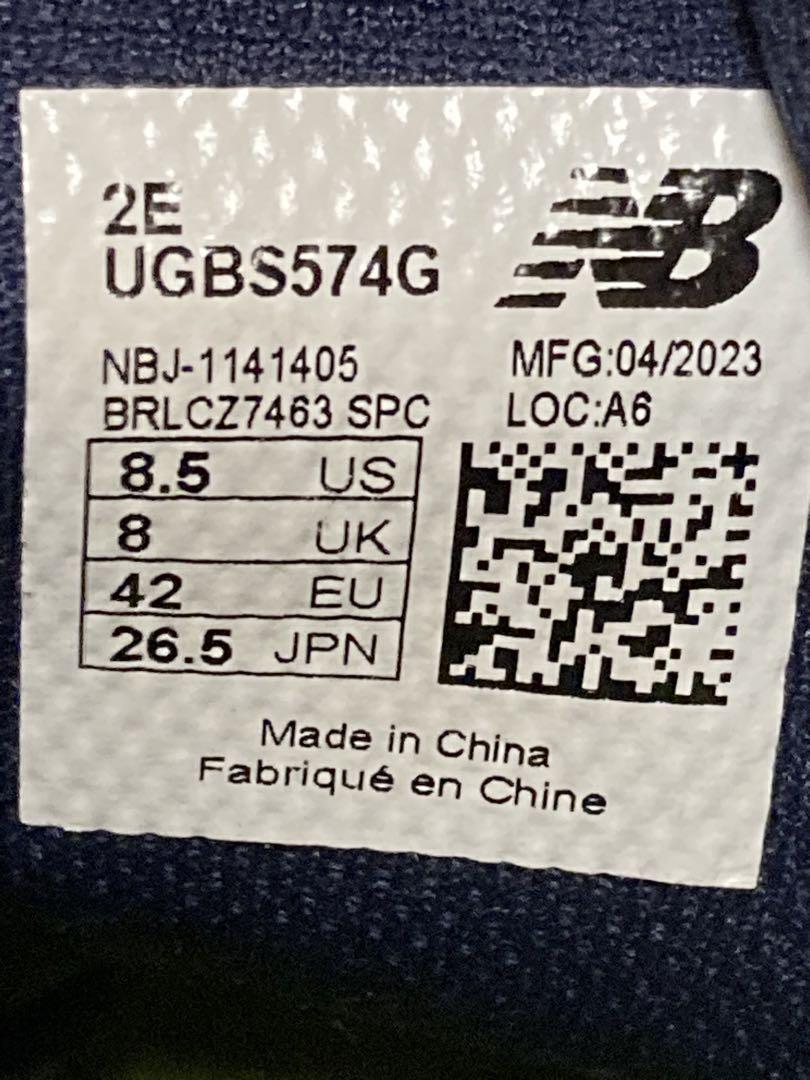 2E
UGBS574G
NB
NBJ-1141405
MFG:04/2023
BRLCZ7463 SPC
LOC:A6
8.5 US
8 UK
42 EU
26.5 JPN
Made in China
Fabriqué en Chine